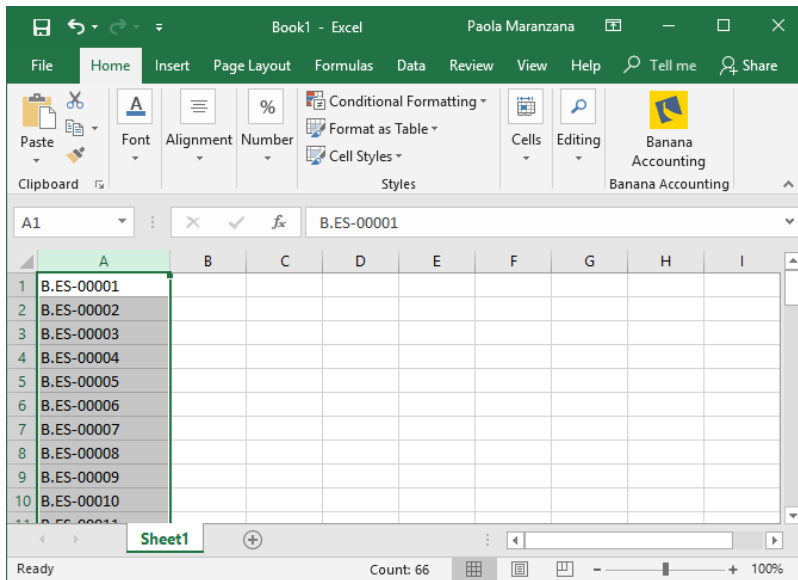 Book1 - Excel
Paola Maranzana
File Home Insert Page Layout Formulas Data Review View Help Tell me Share
Paste
Clipboard
Font
Alignment
%
Number
Conditional Formatting
Format as Table
Cell Styles
Styles
Cells
Editing
Banana
Accounting
Banana Accounting
A1
fx
B.ES-00001
A B C D E F G H I
1 B.ES-00001
2 B.ES-00002
3 B.ES-00003
4 B.ES-00004
5 B.ES-00005
6 B.ES-00006
7 B.ES-00007
8 B.ES-00008
9 B.ES-00009
10 B.ES-00010
11 B.ES-00011
Sheet1
Ready
Count: 66
100%